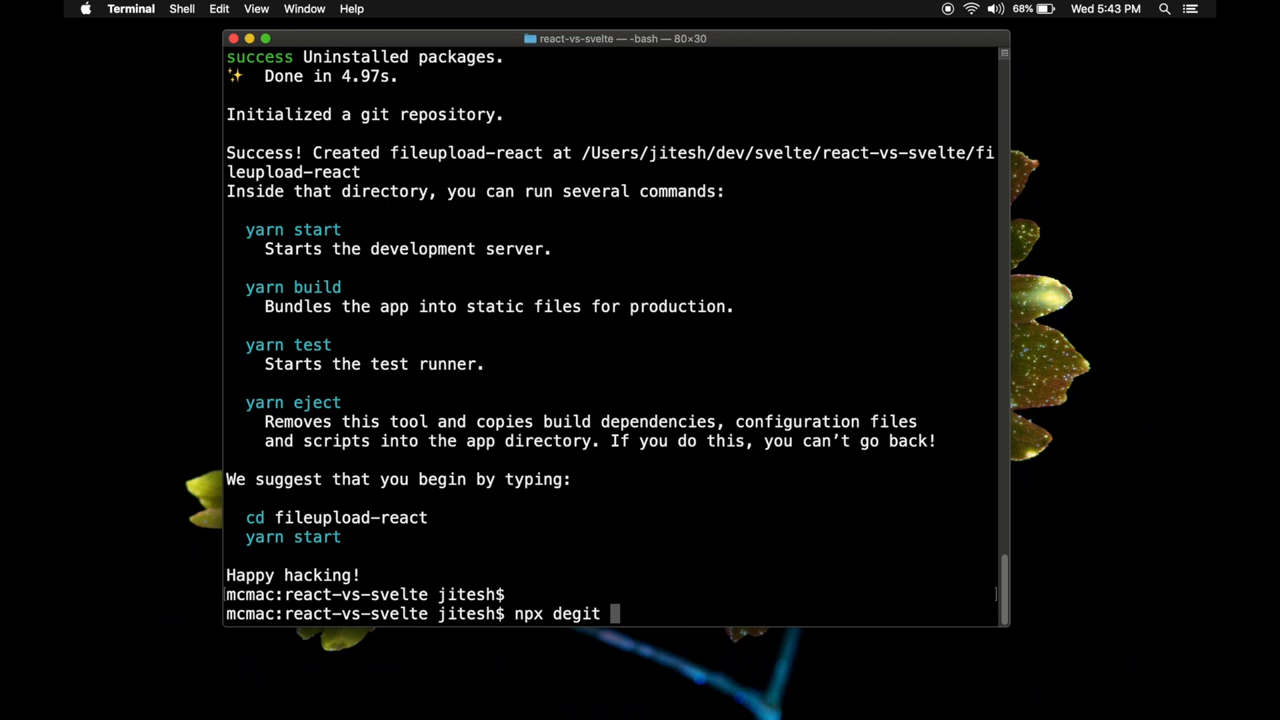 Terminal Shell Edit View Window Help 68% Wed 5:43 PM
react-vs-svelte — -bash — 80×30
success Uninstalled packages.
✨ Done in 4.97s.
Initialized a git repository.
Success! Created fileupload-react at /Users/jitesh/dev/svelte/react-vs-svelte/fi
leupload-react
Inside that directory, you can run several commands:
yarn start
Starts the development server.
yarn build
Bundles the app into static files for production.
yarn test
Starts the test runner.
yarn eject
Removes this tool and copies build dependencies, configuration files
and scripts into the app directory. If you do this, you can’t go back!
We suggest that you begin by typing:
cd fileupload-react
yarn start
Happy hacking!
mcmac:react-vs-svelte jitesh$
mcmac:react-vs-svelte jitesh$ npx degit